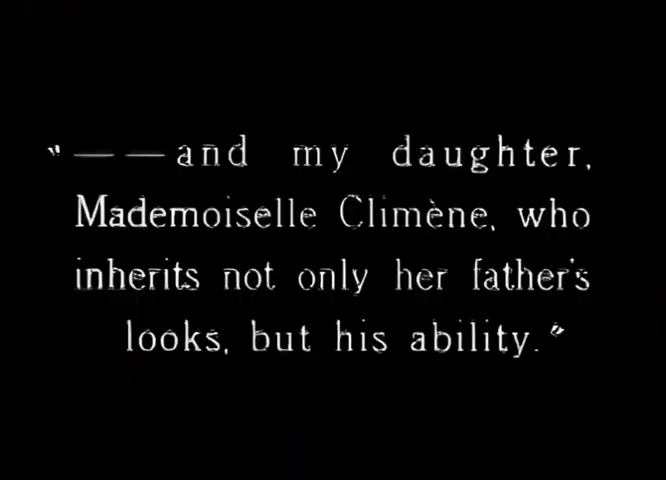 "——and my daughter,
Mademoiselle Climène, who
inherits not only her father's
looks, but his ability."